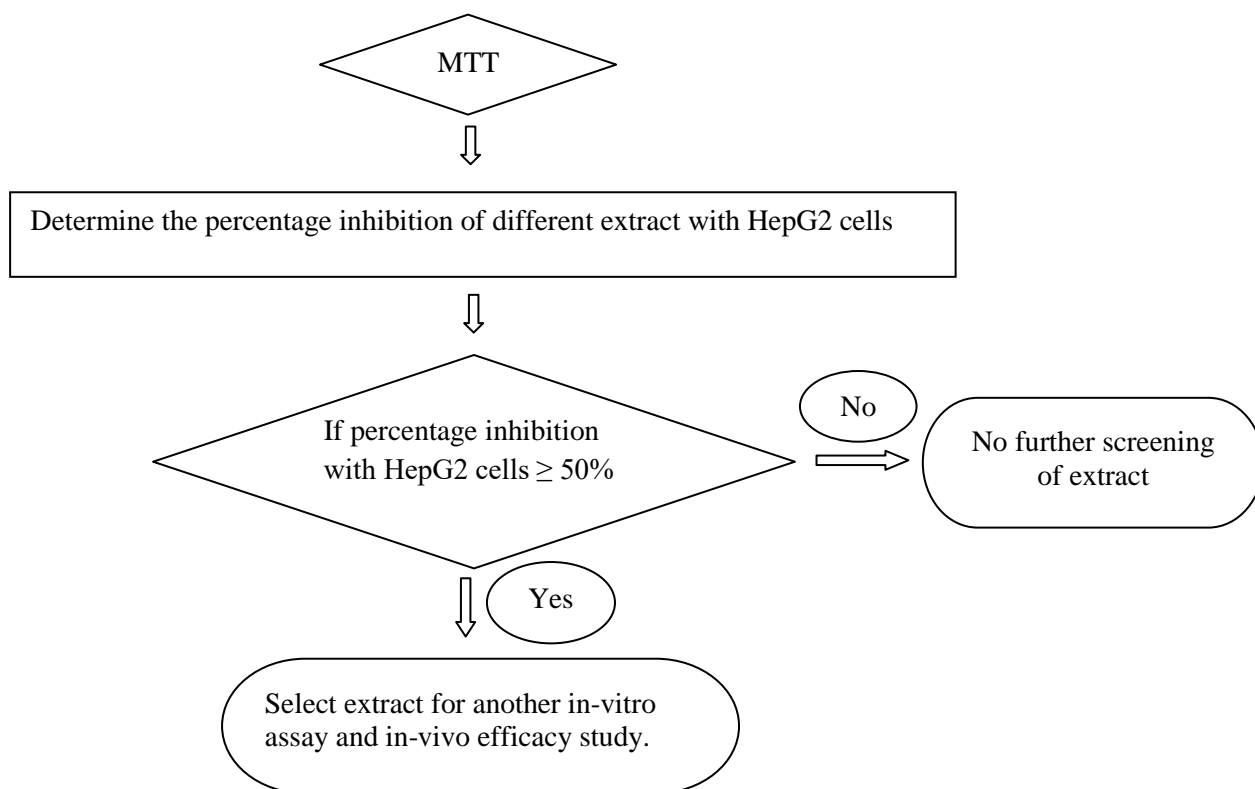 MTT
Determine the percentage inhibition of different extract with HepG2 cells
If percentage inhibition
with HepG2 cells ≥ 50%
No
No further screening
of extract
Yes
Select extract for another in-vitro
assay and in-vivo efficacy study.